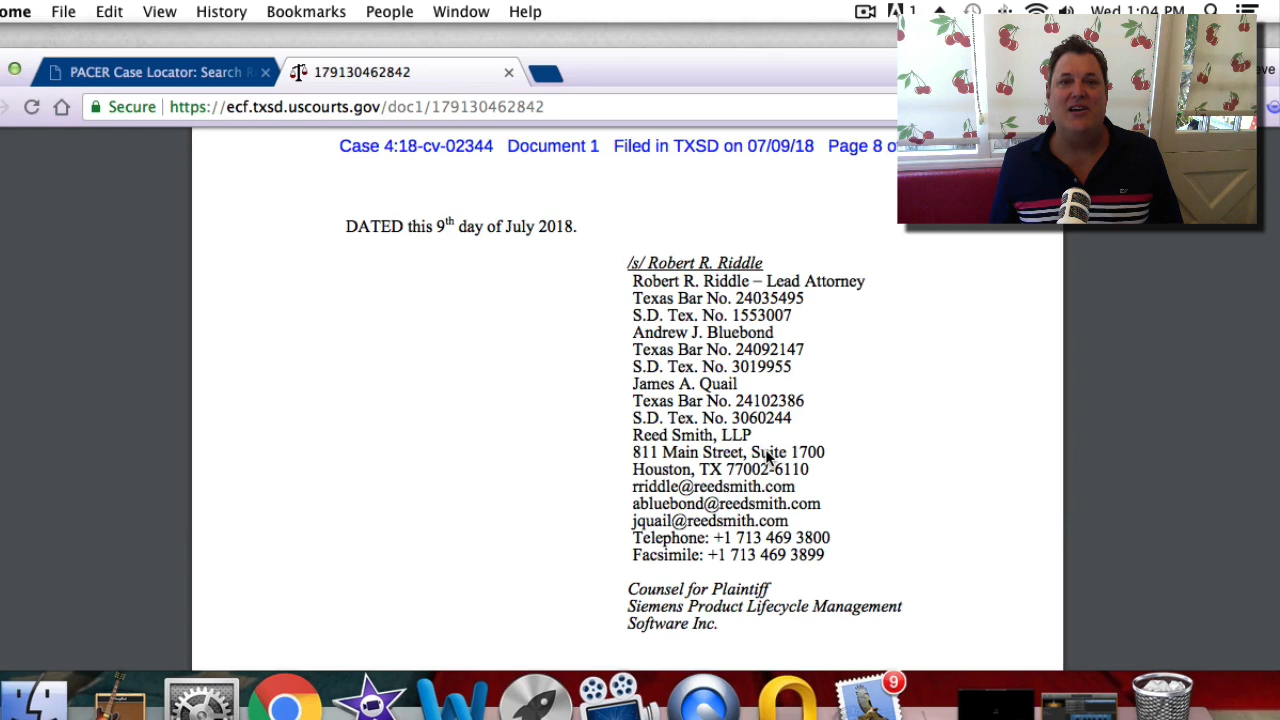 ome File Edit View History Bookmarks People Window Help 1 Wed 1:04 PM
PACER Case Locator: Search R
179130462842
eve
Secure https://ecf.txsd.uscourts.gov/doc1/179130462842
Case 4:18-cv-02344 Document 1 Filed in TXSD on 07/09/18 Page 8 o
DATED this 9th day of July 2018.
/s/ Robert R. Riddle
Robert R. Riddle – Lead Attorney
Texas Bar No. 24035495
S.D. Tex. No. 1553007
Andrew J. Bluebond
Texas Bar No. 24092147
S.D. Tex. No. 3019955
James A. Quail
Texas Bar No. 24102386
S.D. Tex. No. 3060244
Reed Smith, LLP
811 Main Street, Suite 1700
Houston, TX 77002-6110
rriddle@reedsmith.com
abluebond@reedsmith.com
jquail@reedsmith.com
Telephone: +1 713 469 3800
Facsimile: +1 713 469 3899
Counsel for Plaintiff
Siemens Product Lifecycle Management
Software Inc.
9